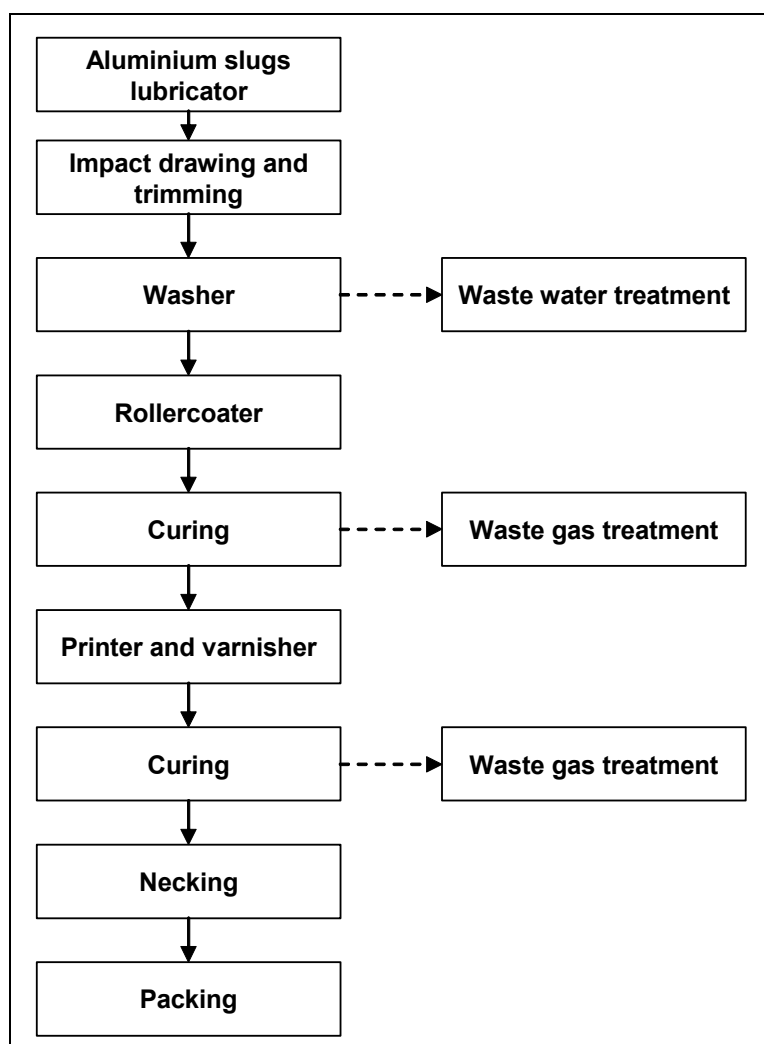 Aluminium slugs
lubricator
Impact drawing and
trimming
Washer
Waste water treatment
Rollercoater
Curing
Waste gas treatment
Printer and varnisher
Curing
Waste gas treatment
Necking
Packing